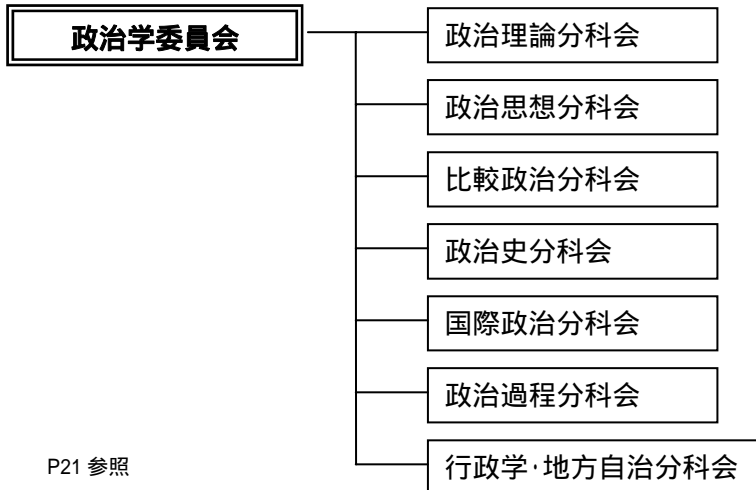 政治学委員会
政治理論分科会
政治思想分科会
比較政治分科会
政治史分科会
国際政治分科会
政治過程分科会
行政学・地方自治分科会
P21 参照